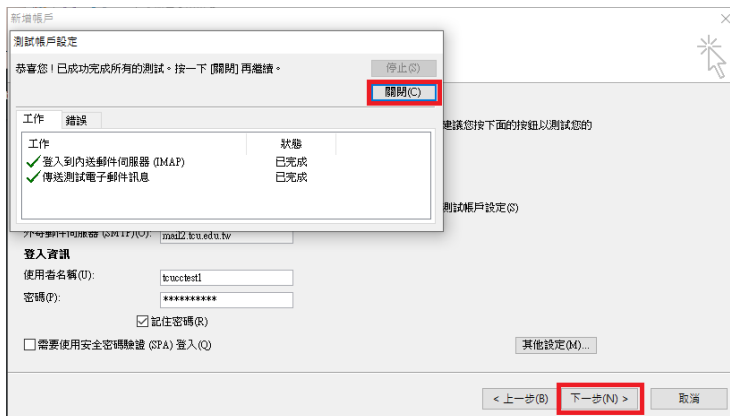 新增帳戶
測試帳戶設定
恭喜您！已成功完成所有的測試。按一下 [關閉] 再繼續。
停止(S)
關閉(C)
工作 錯誤
工作 狀態
登入到內送郵件伺服器 (IMAP) 已完成
傳送測試電子郵件訊息 已完成
建議您按下面的按鈕以測試您的
測試帳戶設定(S)
外寄郵件伺服器 (SMTP)(O): mail2.tcu.edu.tw
登入資訊
使用者名稱(U): tcucctest1
密碼(P): **********
記住密碼(R)
需要使用安全密碼驗證 (SPA) 登入(Q)
其他設定(M)...
< 上一步(B) 下一步(N) > 取消